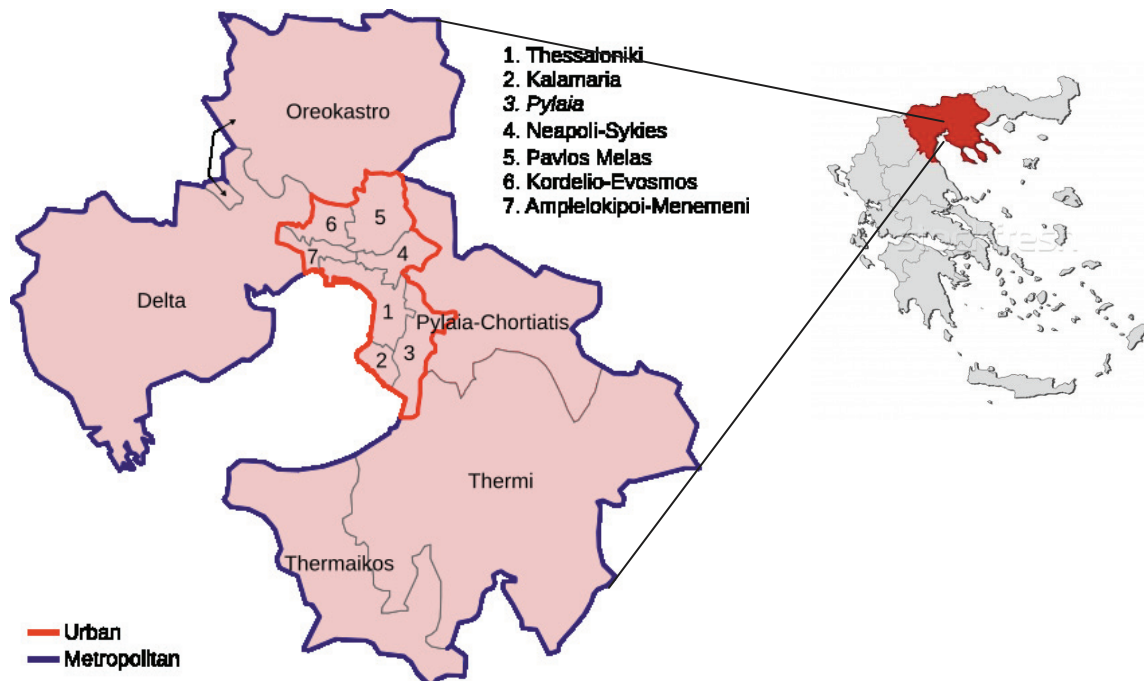 1. Thessaloniki
2. Kalamaria
3. Pylaia
4. Neapoli-Sykies
5. Pavlos Melas
6. Kordelio-Evosmos
7. Amplelokipoi-Menemeni
Oreokastro
6
5
7
4
Delta
1
Pylaia-Chortiatis
2
3
Thermi
Thermaikos
Urban
Metropolitan